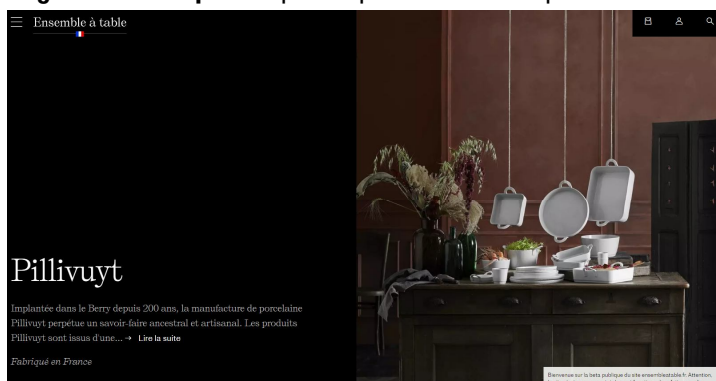 Ensemble à table
Pillivuyt
Implantée dans le Berry depuis 200 ans, la manufacture de porcelaine
Pillivuyt perpétue un savoir-faire ancestral et artisanal. Les produits
Pillivuyt sont issus d'une... → Lire la suite
Fabriqué en France
Bienvenue sur la beta publique du site ensembleatable.fr. Attention,